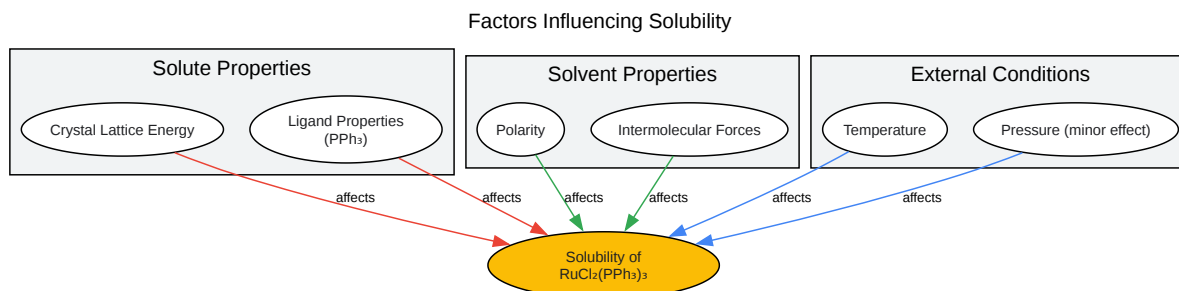 Factors Influencing Solubility
Solute Properties
Solvent Properties
External Conditions
Crystal Lattice Energy
Ligand Properties
(PPh₃)
Polarity
Intermolecular Forces
Temperature
Pressure (minor effect)
affects
affects
affects
affects
affects
affects
Solubility of
RuCl₂(PPh₃)₃